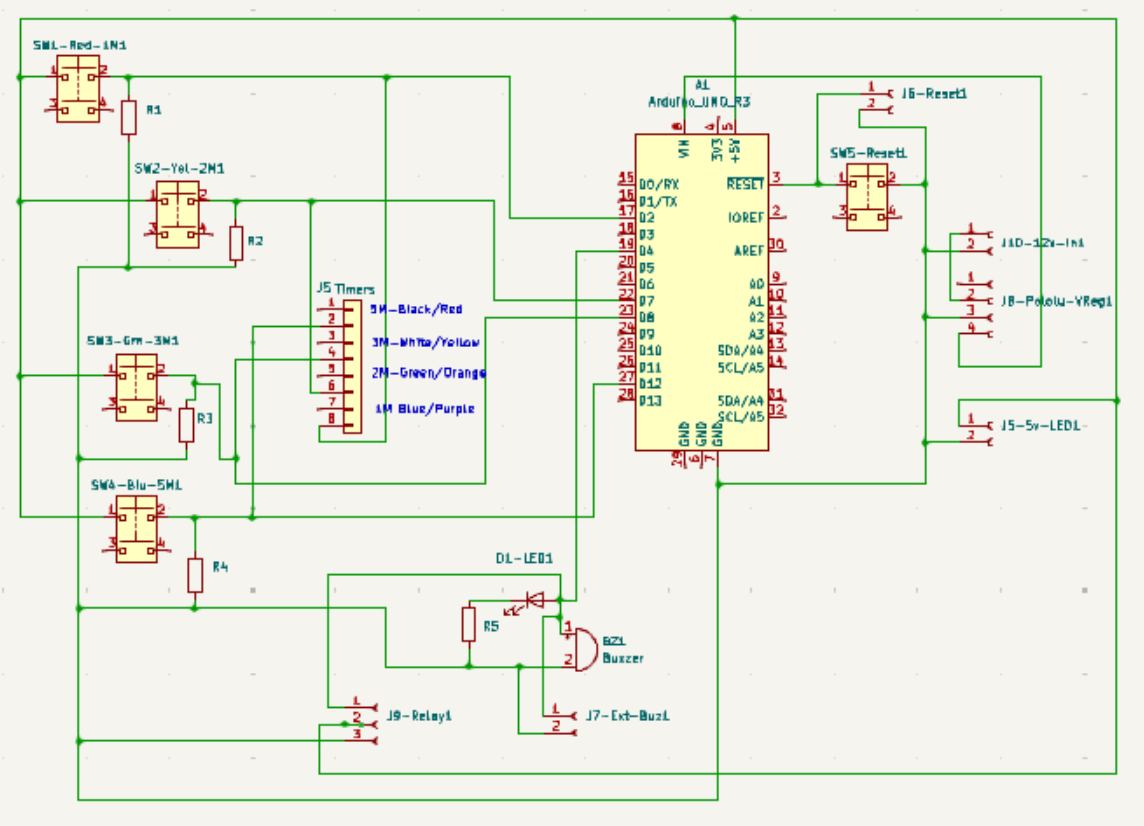 SW1-Red-1M1
1 2
3 4
R1
SW2-Yel-2M1
1 2
3 4
R2
SW3-Grn-3M1
1 2
3 4
R3
SW4-Blu-5M1
1 2
3 4
R4
J5 Timers
1
2
3
4
5
6
7
8
5M-Black/Red
3M-White/Yellow
2M-Green/Orange
1M Blue/Purple
A1
Arduino_UNO_R3
8 4 5
VIN 3V3 +5V
15 D0/RX
16 D1/TX
17 D2
18 D3
19 D4
20 D5
21 D6
22 D7
23 D8
24 D9
25 D10
26 D11
27 D12
28 D13
RESET 3
IOREF 2
AREF 30
A0 9
A1 10
A2 11
A3 12
SDA/A4 13
SCL/A5 14
SDA/A4 31
SCL/A5 32
GND GND GND
29 6 7
1
2
J6-Reset1
SW5-Reset1
1 2
3 4
1
2
J10-12v-In1
1
2
3
4
J8-Pololu-VReg1
1
2
J5-5v-LED1
D1-LED1
R5
1
+
2
BZ1
Buzzer
1
2
3
J9-Relay1
1
2
J7-Ext-Buz1